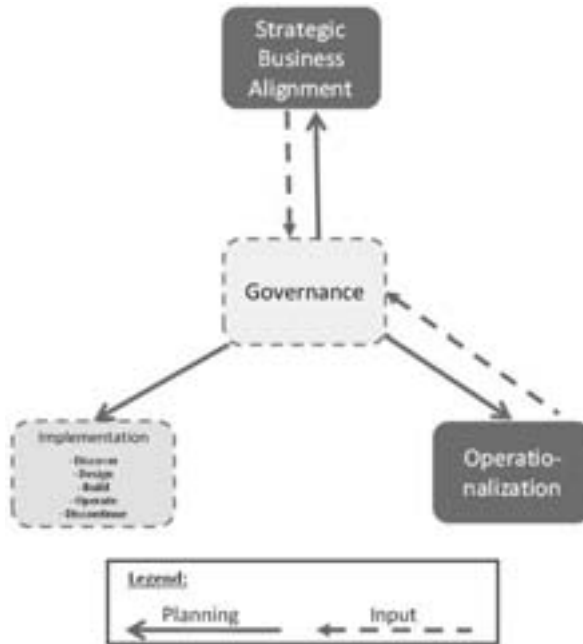 Strategic
Business
Alignment
Governance
Implementation
-Discover
-Design
-Build
-Operate
-Discontinue
Operatio-
nalization
Legend:
Planning
Input